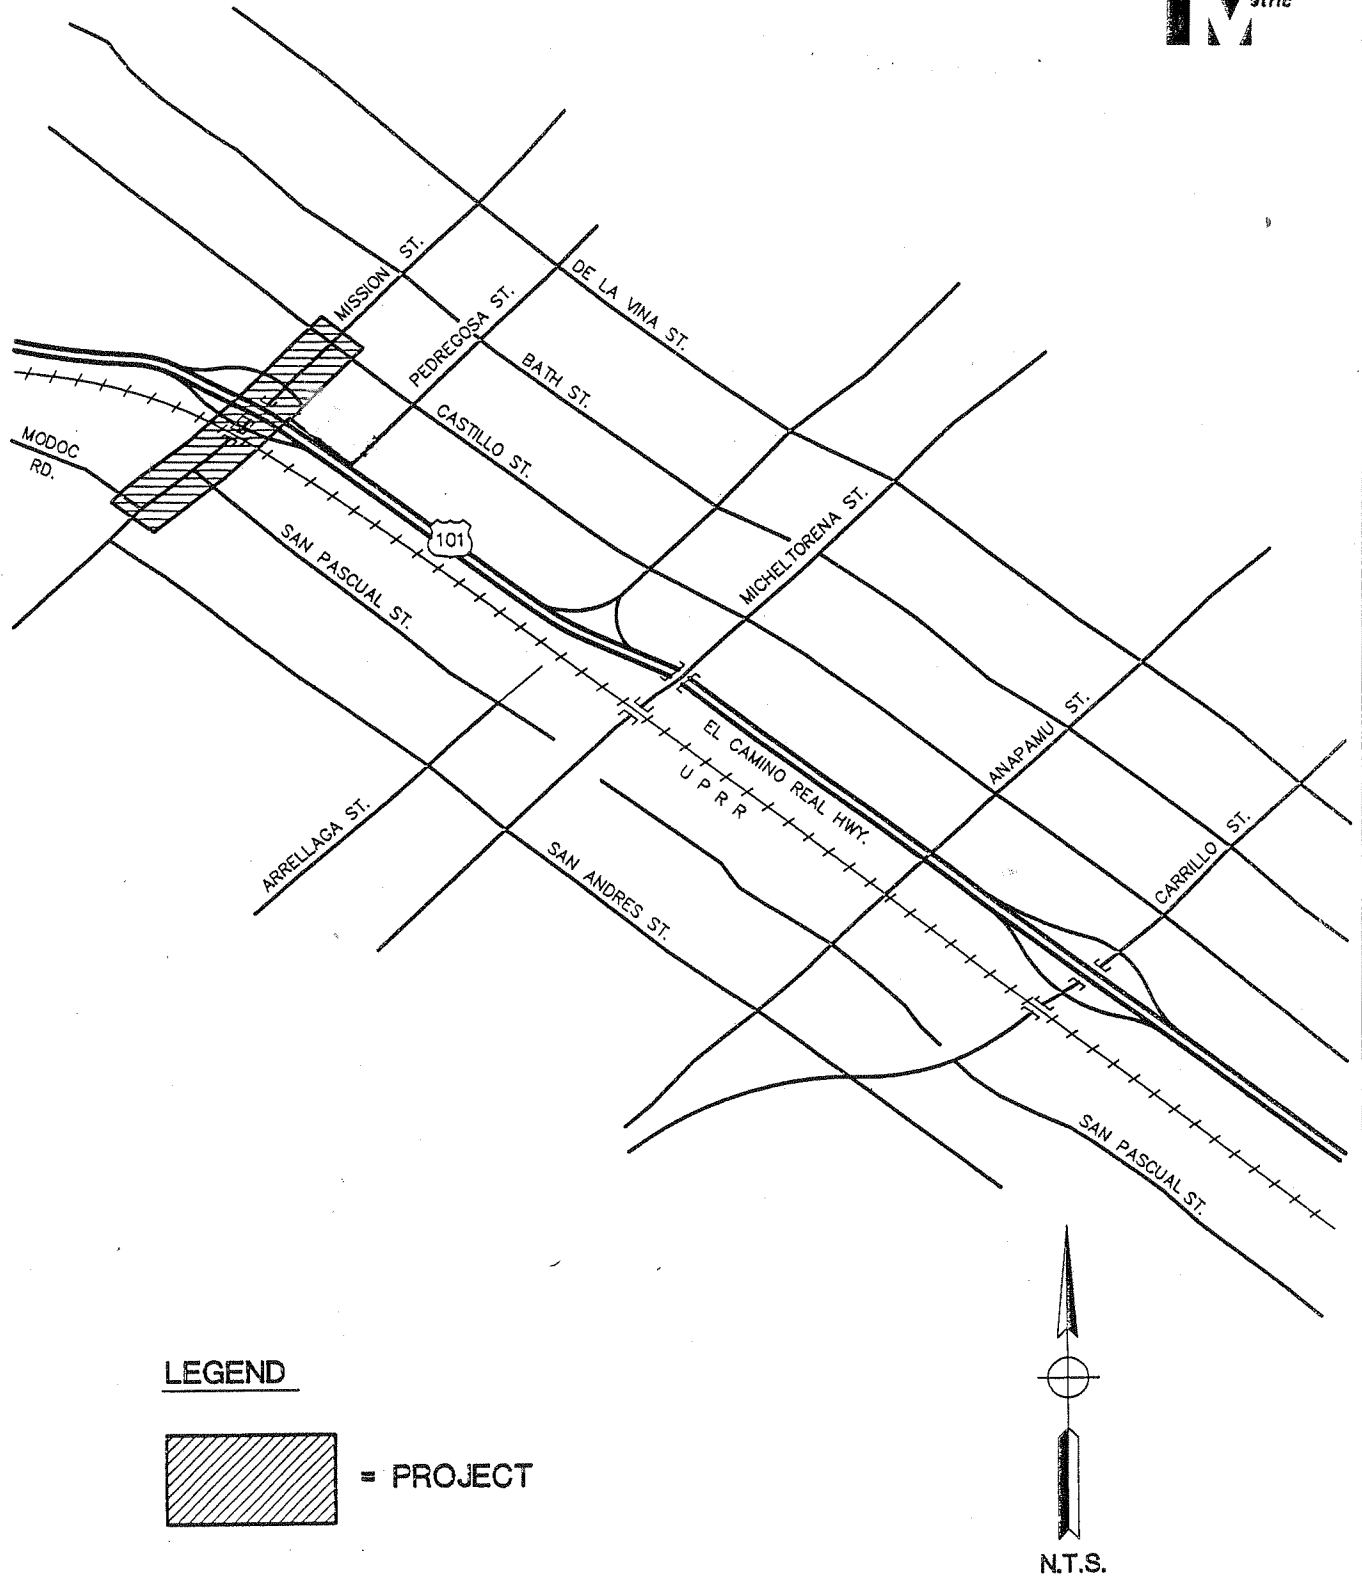 etric
M
MISSION ST.
PEDREGOSA ST.
DE LA VINA ST.
BATH ST.
CASTILLO ST.
MODOC
RD.
101
SAN PASCUAL ST.
MICHELTORENA ST.
EL CAMINO REAL HWY.
U P R R
ANAPAMU ST.
ARRELLAGA ST.
SAN ANDRES ST.
CARRILLO ST.
SAN PASCUAL ST.
LEGEND
= PROJECT
N.T.S.